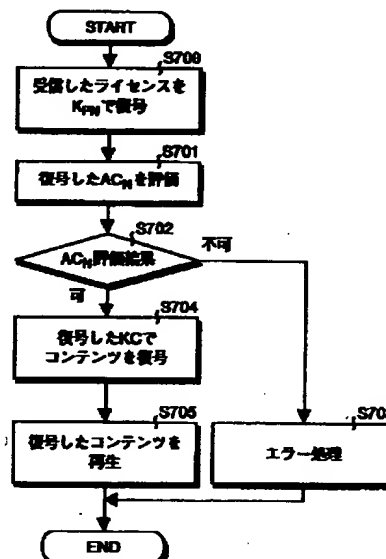 START
S700
受信したライセンスを
K_PNで復号
S701
復号したAC_Nを評価
S702
AC_N評価結果
不可
可
S704
復号したKCで
コンテンツを復号
S705
復号したコンテンツを
再生
S703
エラー処理
END